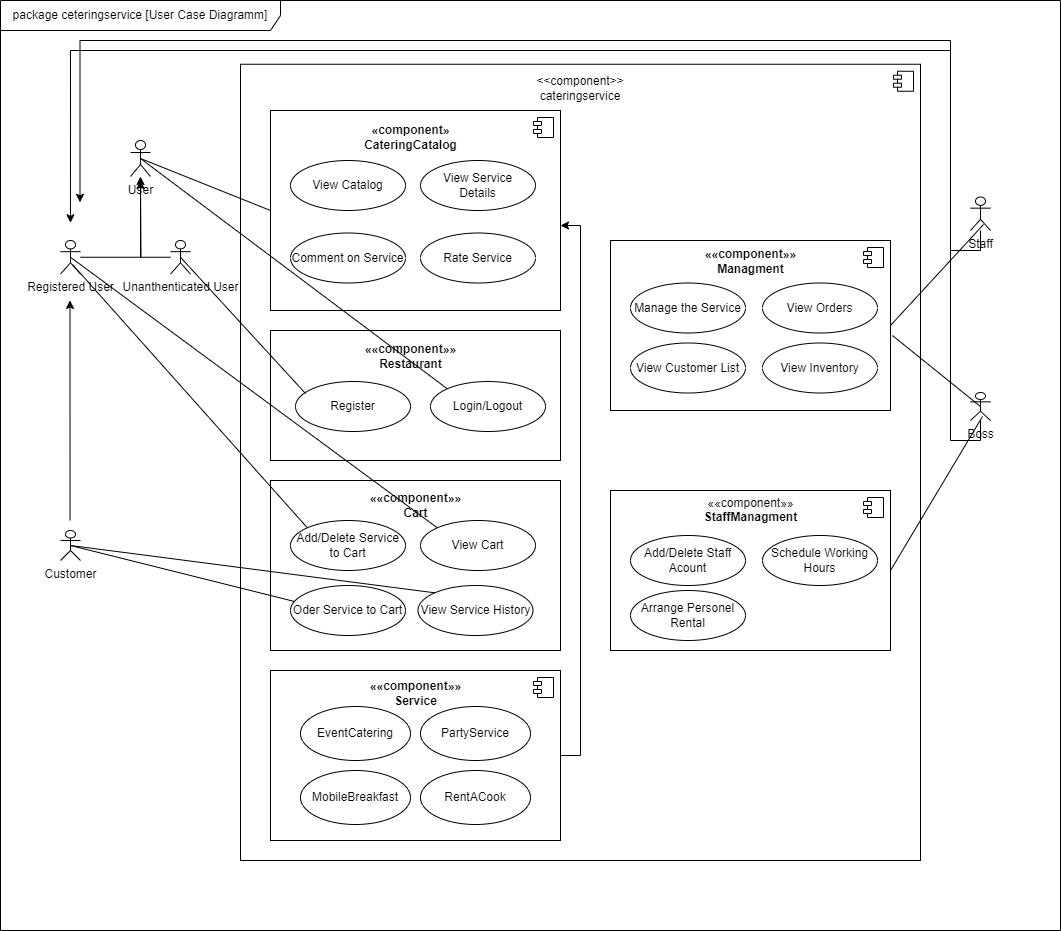 package ceteringservice [User Case Diagramm]
<<component>>
cateringservice
«component»
CateringCatalog
View Catalog
View Service
Details
Comment on Service
Rate Service
User
Registered User
Unanthenticated User
««component»»
Restaurant
Register
Login/Logout
««component»»
Managment
Manage the Service
View Orders
View Customer List
View Inventory
Staff
Boss
««component»»
Cart
Add/Delete Service
to Cart
View Cart
Oder Service to Cart
View Service History
Customer
««component»»
StaffManagment
Add/Delete Staff
Acount
Schedule Working
Hours
Arrange Personel
Rental
««component»»
Service
EventCatering
PartyService
MobileBreakfast
RentACook